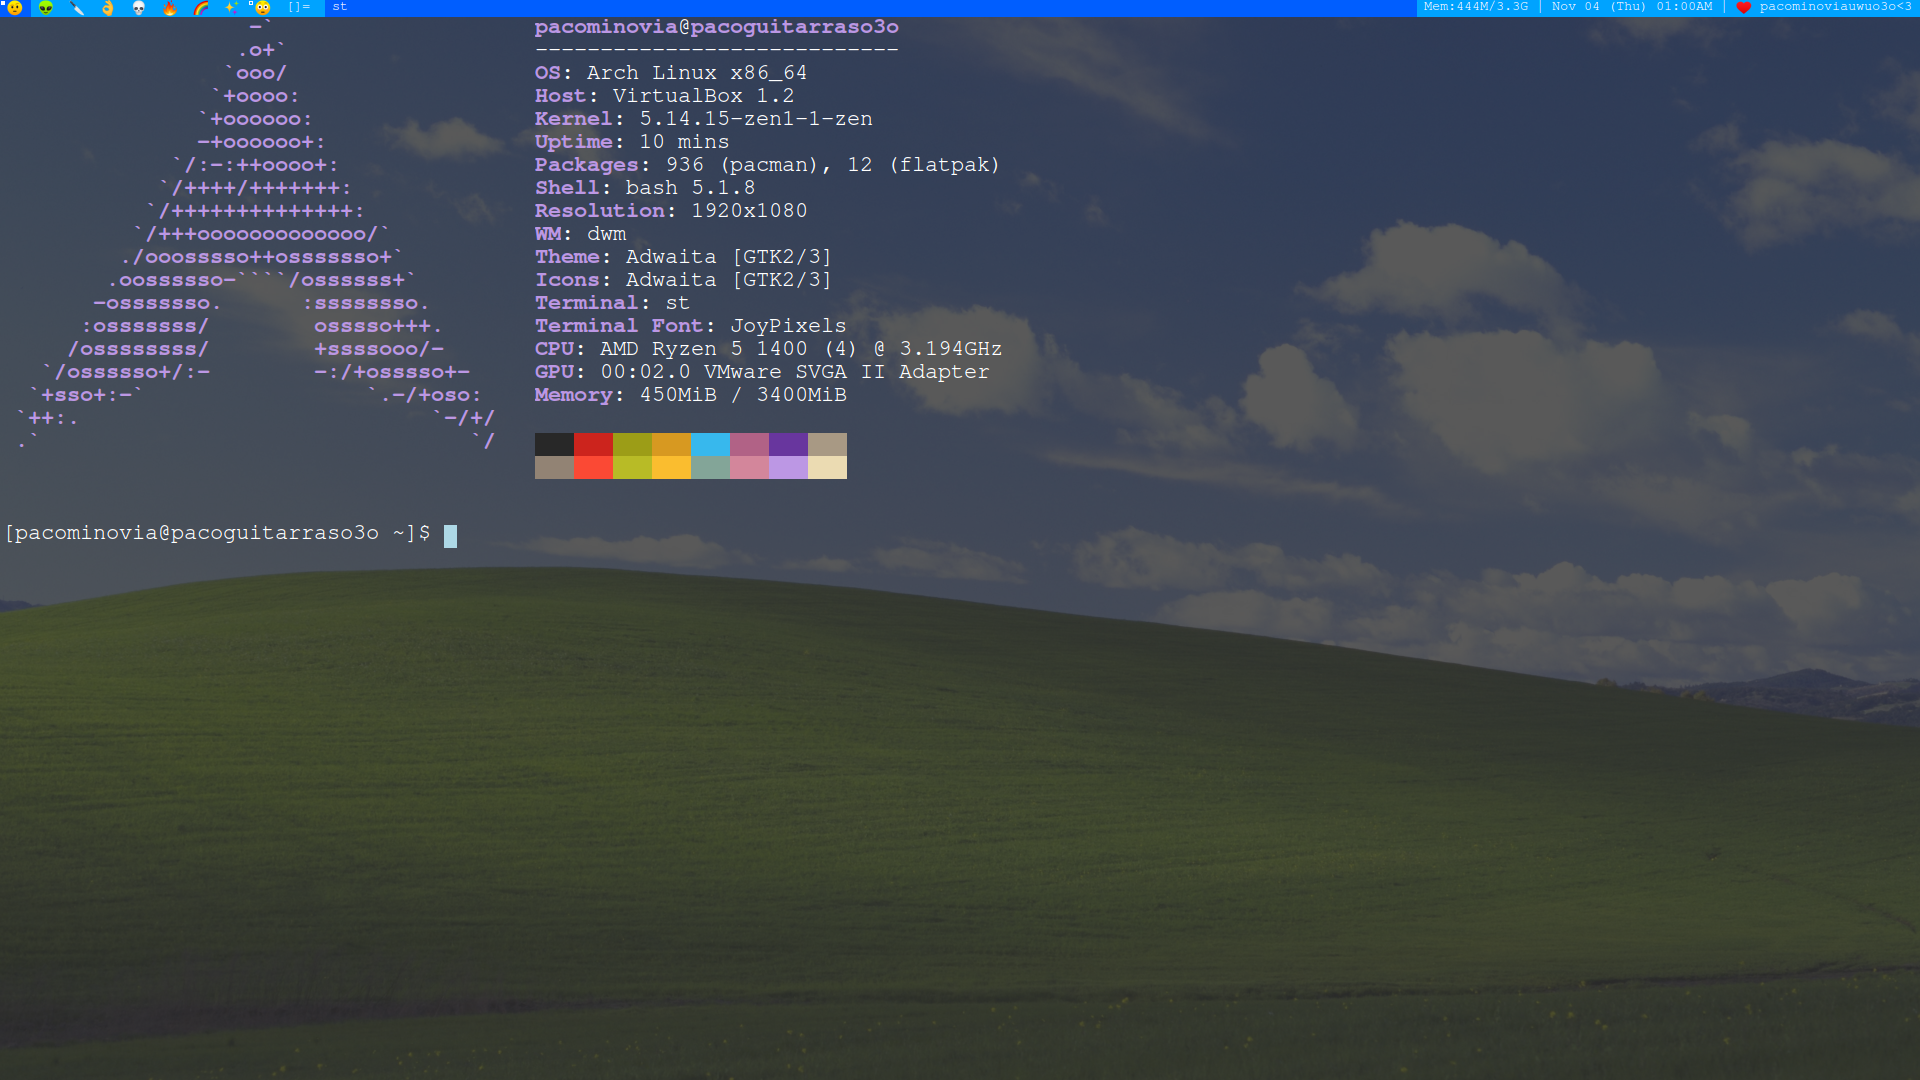 []= st Mem:444M/3.3G | Nov 04 (Thu) 01:00AM | ❤ pacominoviauwuo3o<3
-` pacominovia@pacoguitarraso3o
.o+` ----------------------------
`ooo/ OS: Arch Linux x86_64
`+oooo: Host: VirtualBox 1.2
`+oooooo: Kernel: 5.14.15-zen1-1-zen
-+oooooo+: Uptime: 10 mins
`/:-:++oooo+: Packages: 936 (pacman), 12 (flatpak)
`/++++/+++++++: Shell: bash 5.1.8
`/++++++++++++++: Resolution: 1920x1080
`/+++ooooooooooooo/` WM: dwm
./ooosssso++osssssso+` Theme: Adwaita [GTK2/3]
.oossssso-````/ossssss+` Icons: Adwaita [GTK2/3]
-osssssso. :ssssssso. Terminal: st
:osssssss/ osssso+++. Terminal Font: JoyPixels
/ossssssss/ +ssssooo/- CPU: AMD Ryzen 5 1400 (4) @ 3.194GHz
`/ossssso+/:- -:/+osssso+- GPU: 00:02.0 VMware SVGA II Adapter
`+sso+:-` `.-/+oso: Memory: 450MiB / 3400MiB
`++:. `-/+/
.` `/
[pacominovia@pacoguitarraso3o ~]$